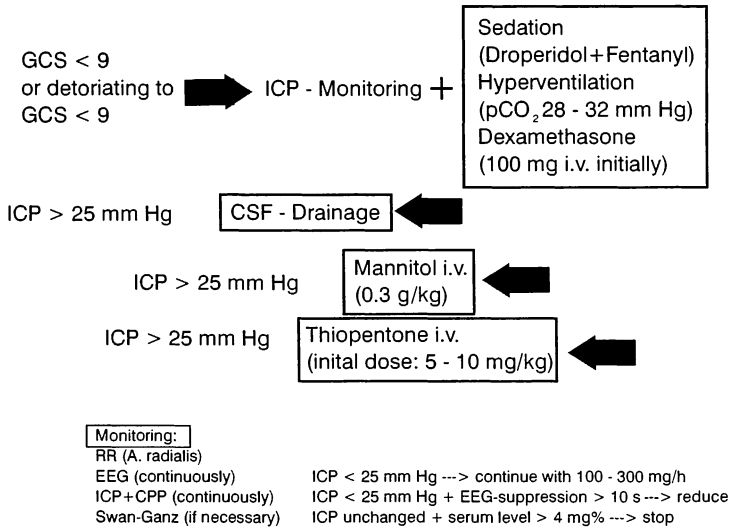 GCS < 9
or detoriating to
GCS < 9
ICP - Monitoring +
Sedation
(Droperidol+Fentanyl)
Hyperventilation
(pCO₂ 28 - 32 mm Hg)
Dexamethasone
(100 mg i.v. initially)
ICP > 25 mm Hg
CSF - Drainage
ICP > 25 mm Hg
Mannitol i.v.
(0.3 g/kg)
ICP > 25 mm Hg
Thiopentone i.v.
(inital dose: 5 - 10 mg/kg)
Monitoring:
RR (A. radialis)
EEG (continuously) ICP < 25 mm Hg ---> continue with 100 - 300 mg/h
ICP+CPP (continuously) ICP < 25 mm Hg + EEG-suppression > 10 s ---> reduce
Swan-Ganz (if necessary) ICP unchanged + serum level > 4 mg% ---> stop